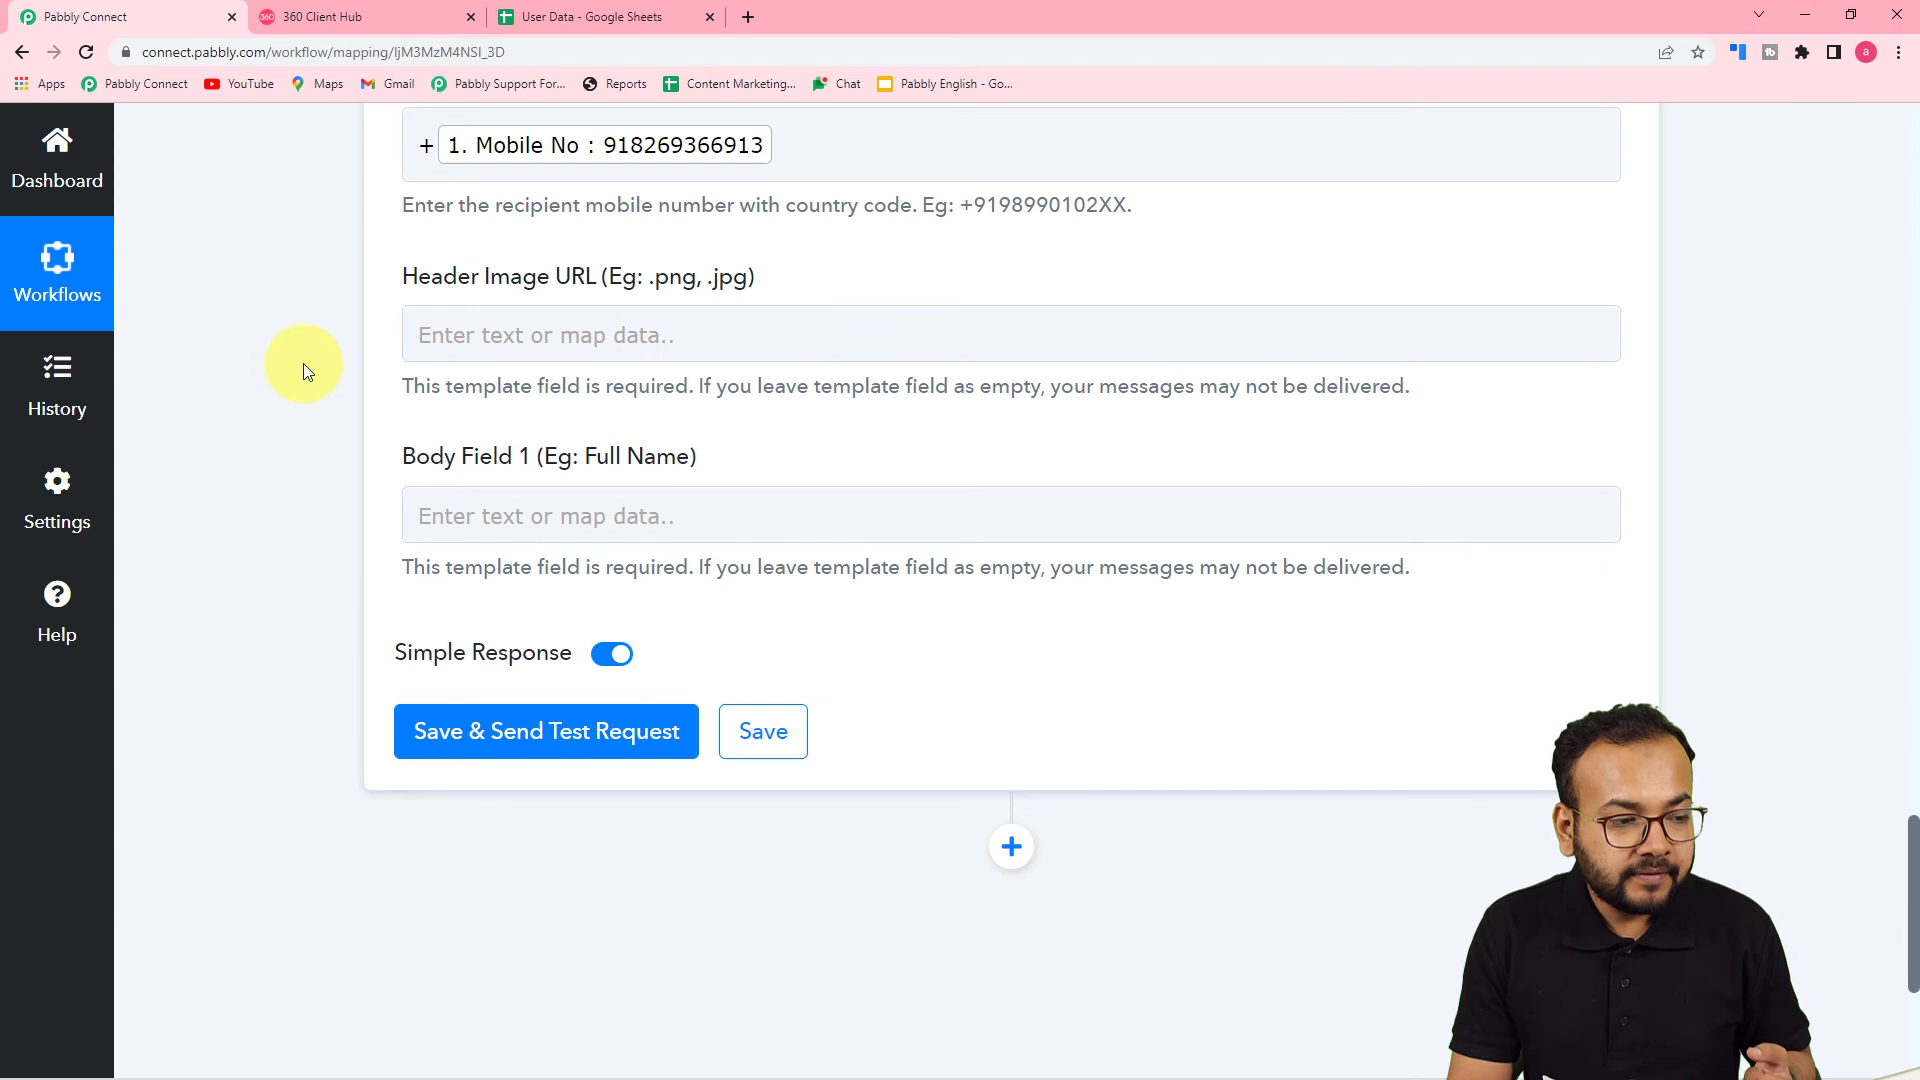 Pabbly Connect
360 Client Hub
User Data - Google Sheets
connect.pabbly.com/workflow/mapping/IjM3MzM4NSI_3D
Apps
Pabbly Connect
YouTube
Maps
Gmail
Pabbly Support For...
Reports
Content Marketing...
Chat
Pabbly English - Go...
Dashboard
Workflows
History
Settings
Help
+ 1. Mobile No : 918269366913
Enter the recipient mobile number with country code. Eg: +9198990102XX.
Header Image URL (Eg: .png, .jpg)
Enter text or map data..
This template field is required. If you leave template field as empty, your messages may not be delivered.
Body Field 1 (Eg: Full Name)
Enter text or map data..
This template field is required. If you leave template field as empty, your messages may not be delivered.
Simple Response
Save & Send Test Request
Save